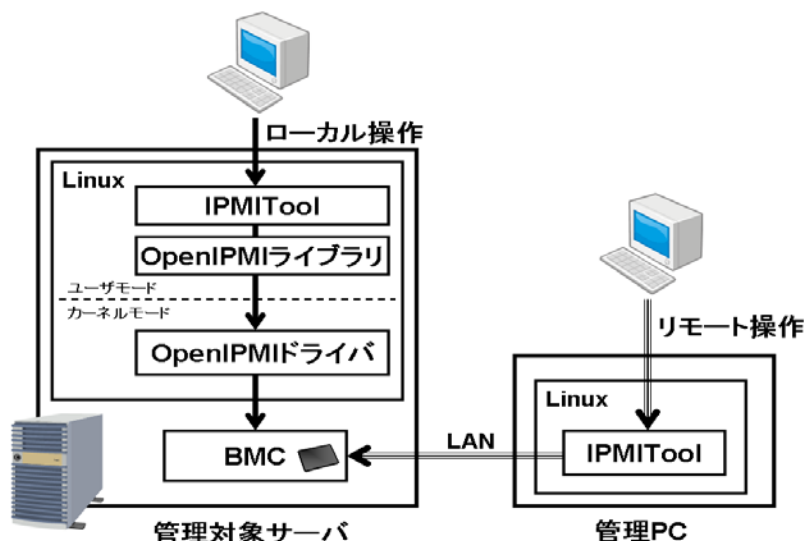 ローカル操作
Linux
IPMITool
OpenIPMIライブラリ
ユーザモード
カーネルモード
OpenIPMIドライバ
BMC
管理対象サーバ
リモート操作
Linux
LAN
IPMITool
管理PC